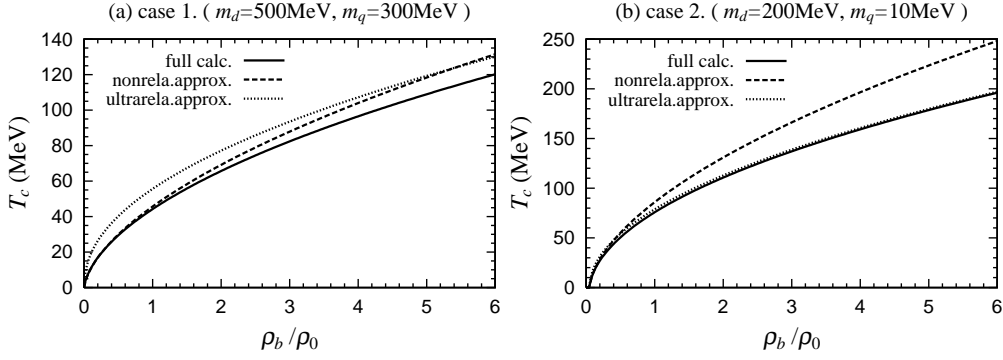 (a) case 1. ( m_d=500MeV, m_q=300MeV )
T_c (MeV)
140
120
100
80
60
40
20
0
full calc.
nonrela.approx.
ultrarela.approx.
0 1 2 3 4 5 6
ρ_b /ρ_0
(b) case 2. ( m_d=200MeV, m_q=10MeV )
T_c (MeV)
250
200
150
100
50
0
full calc.
nonrela.approx.
ultrarela.approx.
0 1 2 3 4 5 6
ρ_b /ρ_0